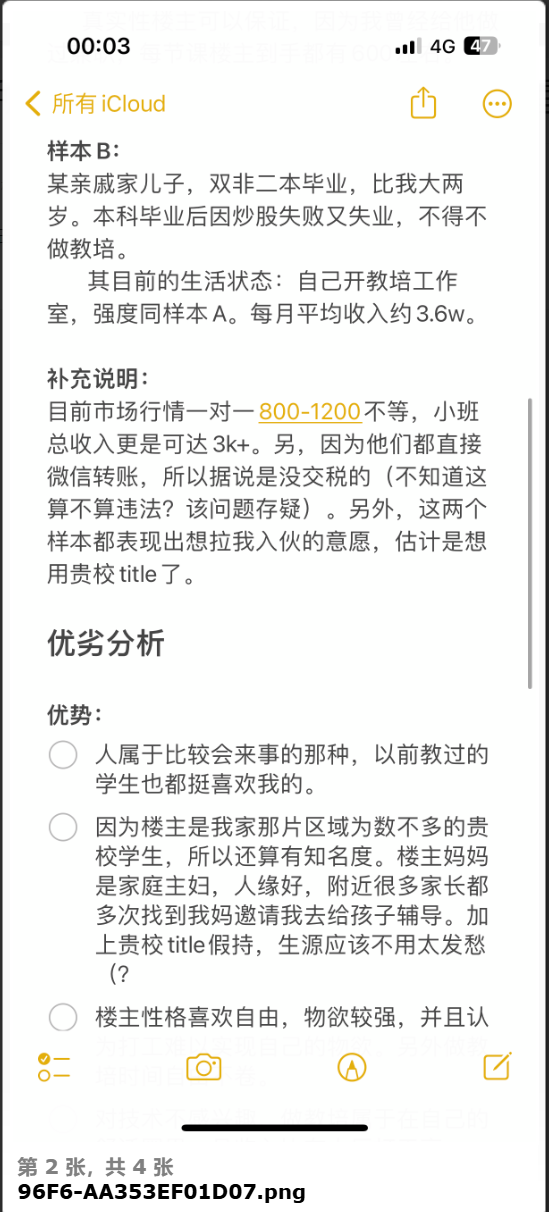 00:03
4G
47
所有 iCloud
样本 B：
某亲戚家儿子，双非二本毕业，比我大两
岁。本科毕业后因炒股失败又失业，不得不
做教培。
其目前的生活状态：自己开教培工作
室，强度同样本 A。每月平均收入约 3.6w。
补充说明：
目前市场行情一对一 800-1200 不等，小班
总收入更是可达 3k+。另，因为他们都直接
微信转账，所以据说是没交税的（不知道这
算不算违法？该问题存疑）。另外，这两个
样本都表现出想拉我入伙的意愿，估计是想
用贵校 title 了。
优劣分析
优势：
人属于比较会来事的那种，以前教过的
学生也都挺喜欢我的。
因为楼主是我家那片区域为数不多的贵
校学生，所以还算有知名度。楼主妈妈
是家庭主妇，人缘好，附近很多家长都
多次找到我妈邀请我去给孩子辅导。加
上贵校 title 假持，生源应该不用太发愁
（?
楼主性格喜欢自由，物欲较强，并且认
第 2 张，共 4 张
96F6-AA353EF01D07.png